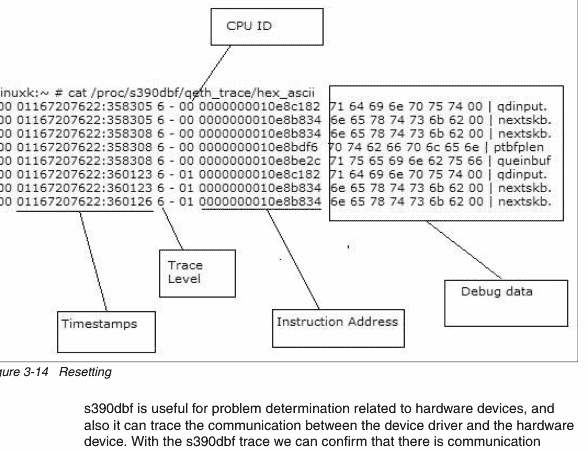 CPU ID
inuxk:~ # cat /proc/s390dbf/qeth_trace/hex_ascii
00 01167207622:358305 6 - 00 0000000010e8c182 71 64 69 6e 70 75 74 00 | qdinput.
00 01167207622:358308 6 - 00 0000000010e8b834 6e 65 78 74 73 6b 62 00 | nextskb.
00 01167207622:358308 6 - 00 0000000010e8b834 6e 65 78 74 73 6b 62 00 | nextskb.
00 01167207622:358308 6 - 00 0000000010e8bdf6 70 74 62 66 70 6c 65 6e | ptbfplen
00 01167207622:358308 6 - 00 0000000010e8be2c 71 75 65 69 6e 62 75 66 | queinbuf
00 01167207622:360123 6 - 01 0000000010e8c182 71 64 69 6e 70 75 74 00 | qdinput.
00 01167207622:360123 6 - 01 0000000010e8b834 6e 65 78 74 73 6b 62 00 | nextskb.
00 01167207622:360126 6 - 01 0000000010e8b834 6e 65 78 74 73 6b 62 00 | nextskb.
Trace
Level
Debug data
Timestamps
Instruction Address
gure 3-14 Resetting
s390dbf is useful for problem determination related to hardware devices, and
also it can trace the communication between the device driver and the hardware
device. With the s390dbf trace we can confirm that there is communication